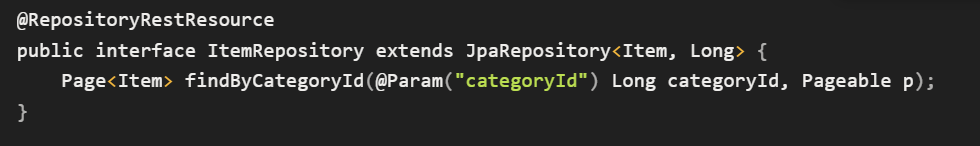 @RepositoryRestResource
public interface ItemRepository extends JpaRepository<Item, Long> {
    Page<Item> findByCategoryId(@Param("categoryId") Long categoryId, Pageable p);
}